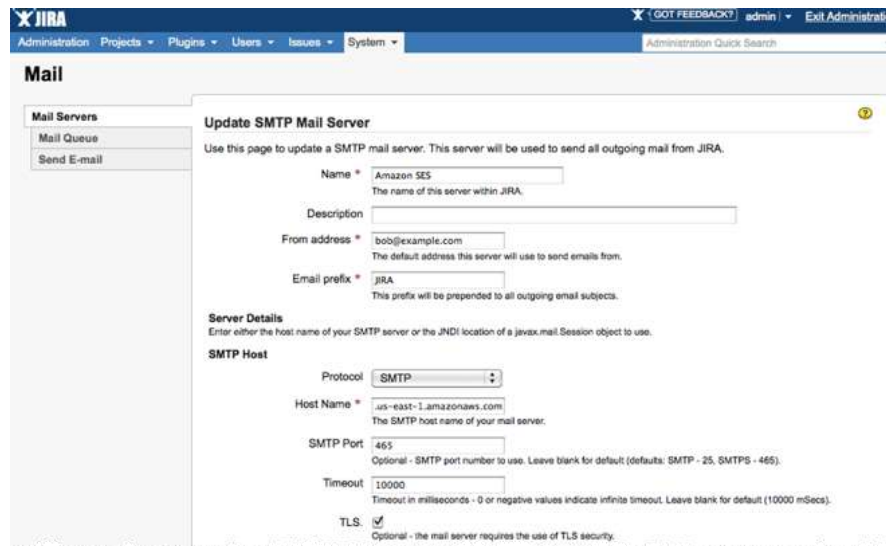 JIRA
GOT FEEDBACK? admin Exit Administrati
Administration Projects Plugins Users Issues System
Administration Quick Search
Mail
Mail Servers
Mail Queue
Send E-mail
Update SMTP Mail Server
Use this page to update a SMTP mail server. This server will be used to send all outgoing mail from JIRA.
Name * Amazon SES
The name of this server within JIRA.
Description
From address * bob@example.com
The default address this server will use to send emails from.
Email prefix * JIRA
This prefix will be prepended to all outgoing email subjects.
Server Details
Enter either the host name of your SMTP server or the JNDI location of a javax.mail.Session object to use.
SMTP Host
Protocol SMTP
Host Name * .us-east-1.amazonaws.com
The SMTP host name of your mail server.
SMTP Port 465
Optional - SMTP port number to use. Leave blank for default (defaults: SMTP - 25, SMTPS - 465).
Timeout 10000
Timeout in milliseconds - 0 or negative values indicate infinite timeout. Leave blank for default (10000 mSecs).
TLS.
Optional - the mail server requires the use of TLS security.